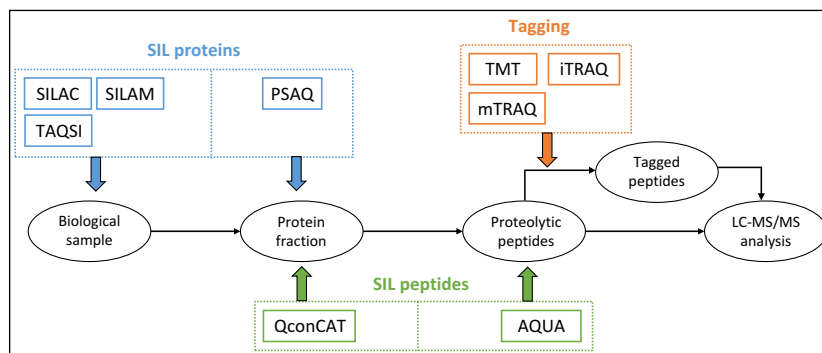 SIL proteins
Tagging
SILAC
SILAM
TAQSI
PSAQ
TMT
iTRAQ
mTRAQ
Tagged
peptides
Biological
sample
Protein
fraction
Proteolytic
peptides
LC-MS/MS
analysis
SIL peptides
QconCAT
AQUA